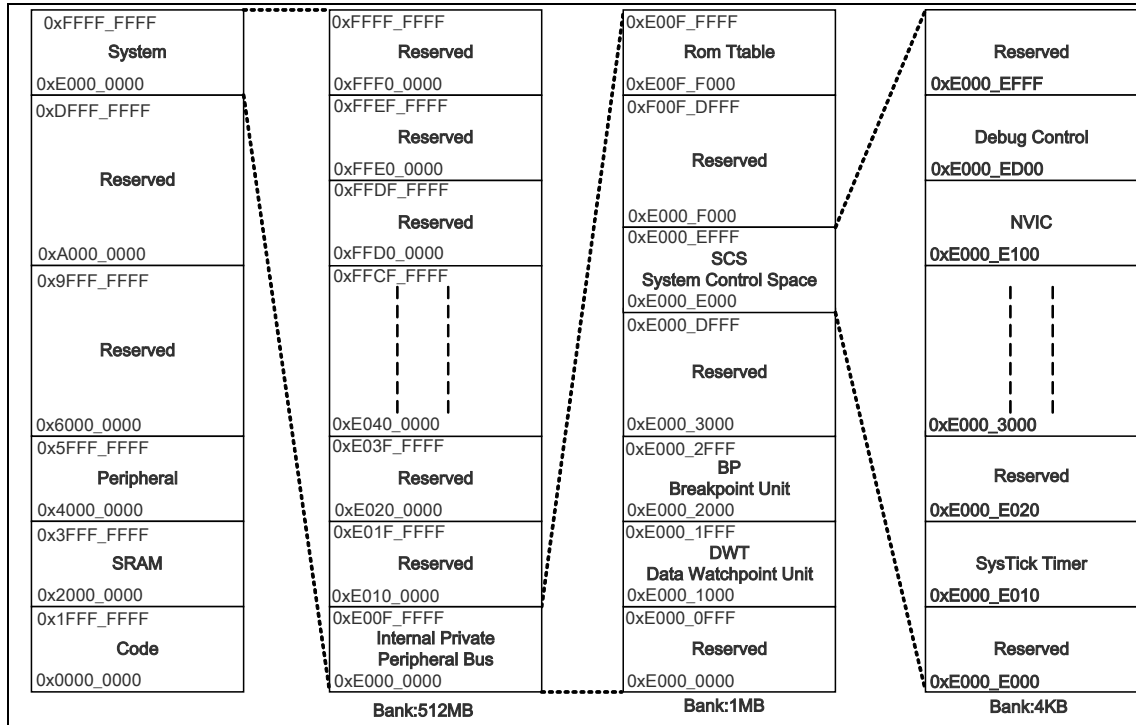 0xFFFF_FFFF
System
0xE000_0000
0xDFFF_FFFF
Reserved
0xA000_0000
0x9FFF_FFFF
Reserved
0x6000_0000
0x5FFF_FFFF
Peripheral
0x4000_0000
0x3FFF_FFFF
SRAM
0x2000_0000
0x1FFF_FFFF
Code
0x0000_0000
0xFFFF_FFFF
Reserved
0xFFF0_0000
0xFFEF_FFFF
Reserved
0xFFE0_0000
0xFFDF_FFFF
Reserved
0xFFD0_0000
0xFFCF_FFFF
0xE040_0000
0xE03F_FFFF
Reserved
0xE020_0000
0xE01F_FFFF
Reserved
0xE010_0000
0xE00F_FFFF
Internal Private
Peripheral Bus
0xE000_0000
Bank:512MB
0xE00F_FFFF
Rom Ttable
0xE00F_F000
0xF00F_DFFF
Reserved
0xE000_F000
0xE000_EFFF
SCS
System Control Space
0xE000_E000
0xE000_DFFF
Reserved
0xE000_3000
0xE000_2FFF
BP
Breakpoint Unit
0xE000_2000
0xE000_1FFF
DWT
Data Watchpoint Unit
0xE000_1000
0xE000_0FFF
Reserved
0xE000_0000
Bank:1MB
Reserved
0xE000_EFFF
Debug Control
0xE000_ED00
NVIC
0xE000_E100
0xE000_3000
Reserved
0xE000_E020
SysTick Timer
0xE000_E010
Reserved
0xE000_E000
Bank:4KB